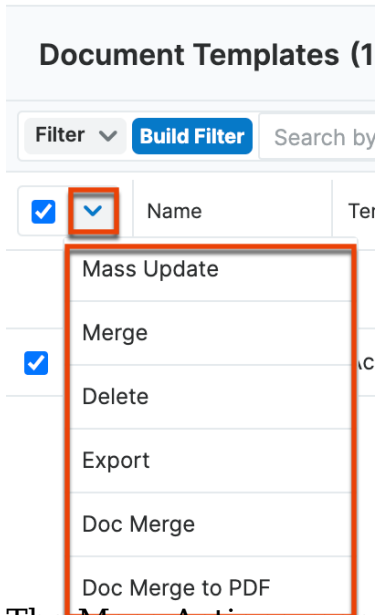 Document Templates (1
Filter Build Filter Search by
Name Ter
Mass Update
Merge
Delete
Export
Doc Merge
Doc Merge to PDF